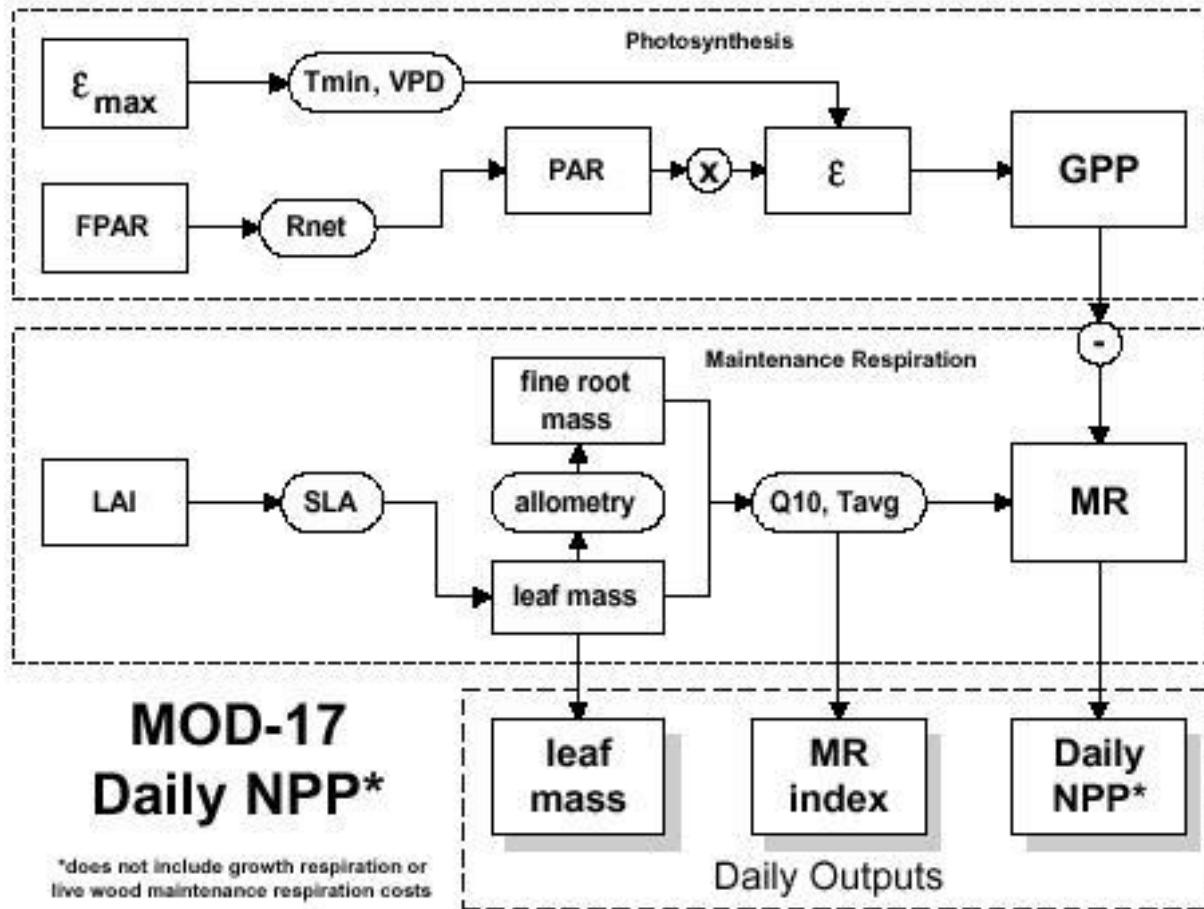 Photosynthesis
εmax
Tmin, VPD
PAR
x
ε
GPP
FPAR
Rnet
-
Maintenance Respiration
fine root
mass
LAI
SLA
allometry
Q10, Tavg
MR
leaf mass
MOD-17
Daily NPP*
*does not include growth respiration or
live wood maintenance respiration costs
leaf
mass
MR
index
Daily
NPP*
Daily Outputs